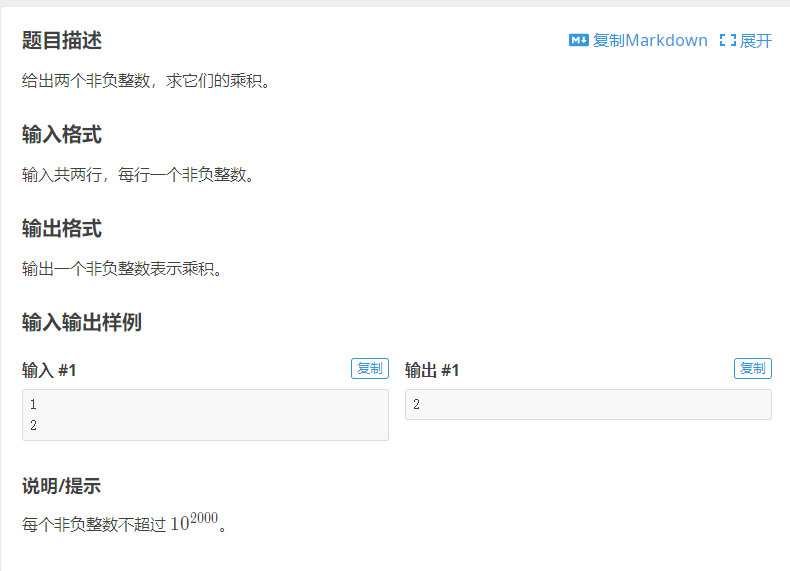 题目描述
复制Markdown 展开
给出两个非负整数，求它们的乘积。
输入格式
输入共两行，每行一个非负整数。
输出格式
输出一个非负整数表示乘积。
输入输出样例
输入 #1
复制
1
2
输出 #1
复制
2
说明/提示
每个非负整数不超过 10^2000。